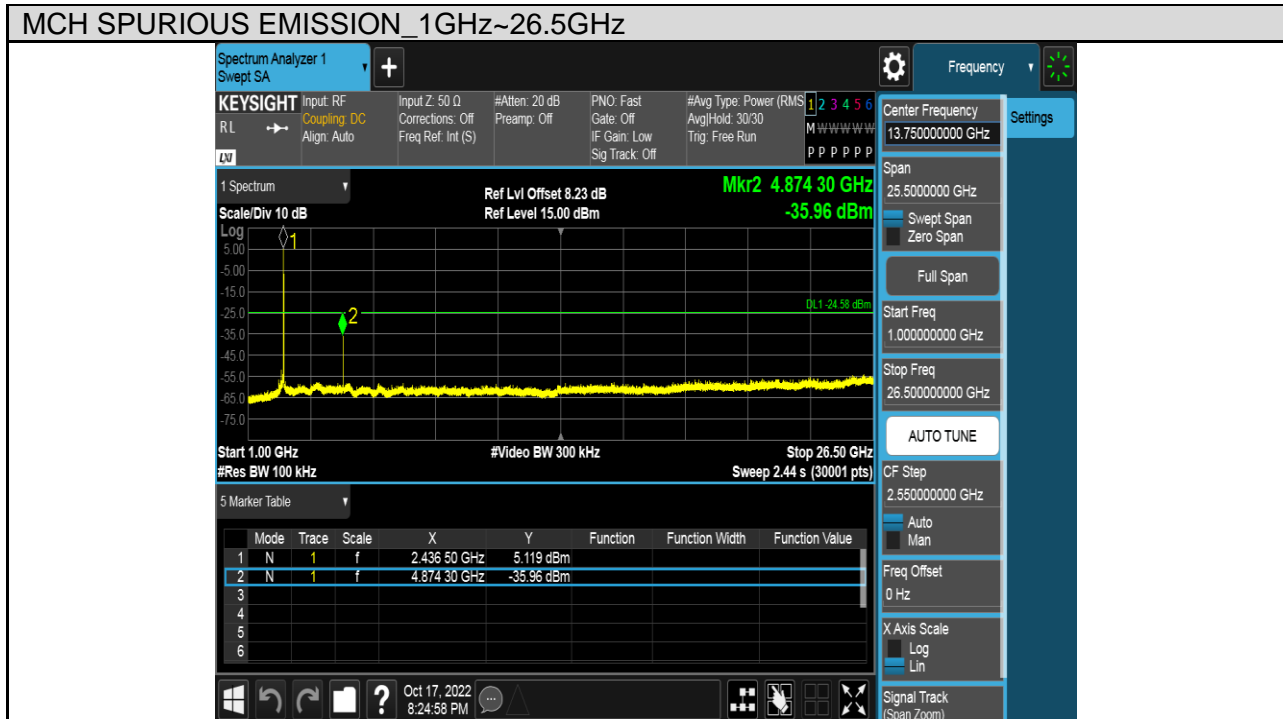 MCH SPURIOUS EMISSION_1GHz~26.5GHz
Spectrum Analyzer 1
Swept SA
+
Frequency
KEYSIGHT
RL
LXI
Input: RF
Coupling: DC
Align: Auto
Input Z: 50 Ω
Corrections: Off
Freq Ref: Int (S)
#Atten: 20 dB
Preamp: Off
PNO: Fast
Gate: Off
IF Gain: Low
Sig Track: Off
#Avg Type: Power (RMS
Avg|Hold: 30/30
Trig: Free Run
1 2 3 4 5 6
M W W W W W
P P P P P P
1 Spectrum
Scale/Div 10 dB
Ref Lvl Offset 8.23 dB
Ref Level 15.00 dBm
Mkr2 4.874 30 GHz
-35.96 dBm
Log
5.00
-5.00
-15.0
-25.0
-35.0
-45.0
-55.0
-65.0
-75.0
1
2
DL1 -24.58 dBm
Start 1.00 GHz
#Res BW 100 kHz
#Video BW 300 kHz
Stop 26.50 GHz
Sweep 2.44 s (30001 pts)
5 Marker Table
Mode Trace Scale X Y Function Function Width Function Value
1 N 1 f 2.436 50 GHz 5.119 dBm
2 N 1 f 4.874 30 GHz -35.96 dBm
3
4
5
6
Center Frequency
13.75000000 GHz
Span
25.5000000 GHz
Swept Span
Zero Span
Full Span
Start Freq
1.000000000 GHz
Stop Freq
26.500000000 GHz
AUTO TUNE
CF Step
2.550000000 GHz
Auto
Man
Freq Offset
0 Hz
X Axis Scale
Log
Lin
Signal Track
(Span Zoom)
Settings
?
Oct 17, 2022
8:24:58 PM